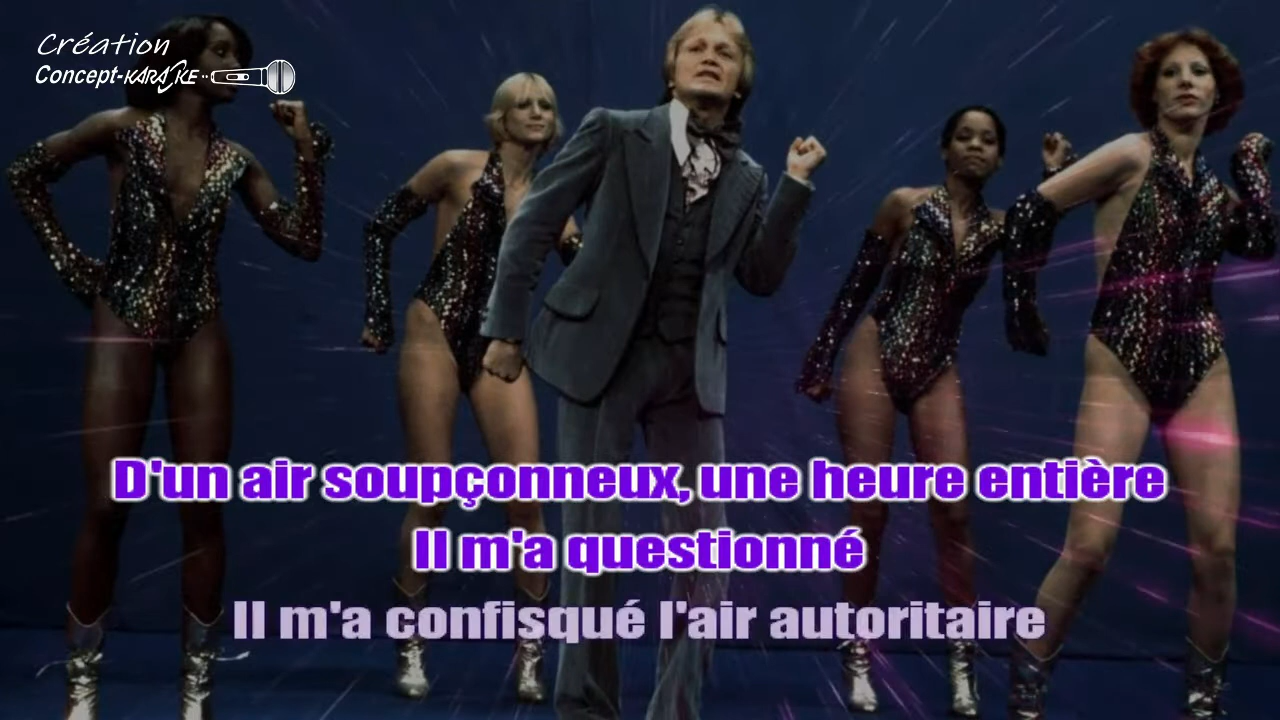 Création
Concept-KARAOKE
D'un air soupçonneux, une heure entière
Il m'a questionné
Il m'a confisqué l'air autoritaire